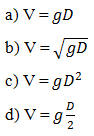 a) V = gD
b) V = √gD
c) V = gD²
d) V = g D/2